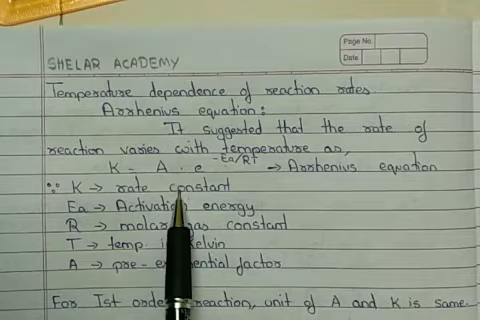 SHELAR ACADEMY
Page No.
Date
Temperature dependence of reaction rates
Arrhenius equation:
It suggested that the rate of
reaction varies with temperature as,
K = A · e^-Ea/RT → Arrhenius equation
∵ K → rate constant
Ea → Activation energy
R → molar gas constant
T → temp in Kelvin
A → pre-exponential factor
For Ist order reaction, unit of A and K is same.